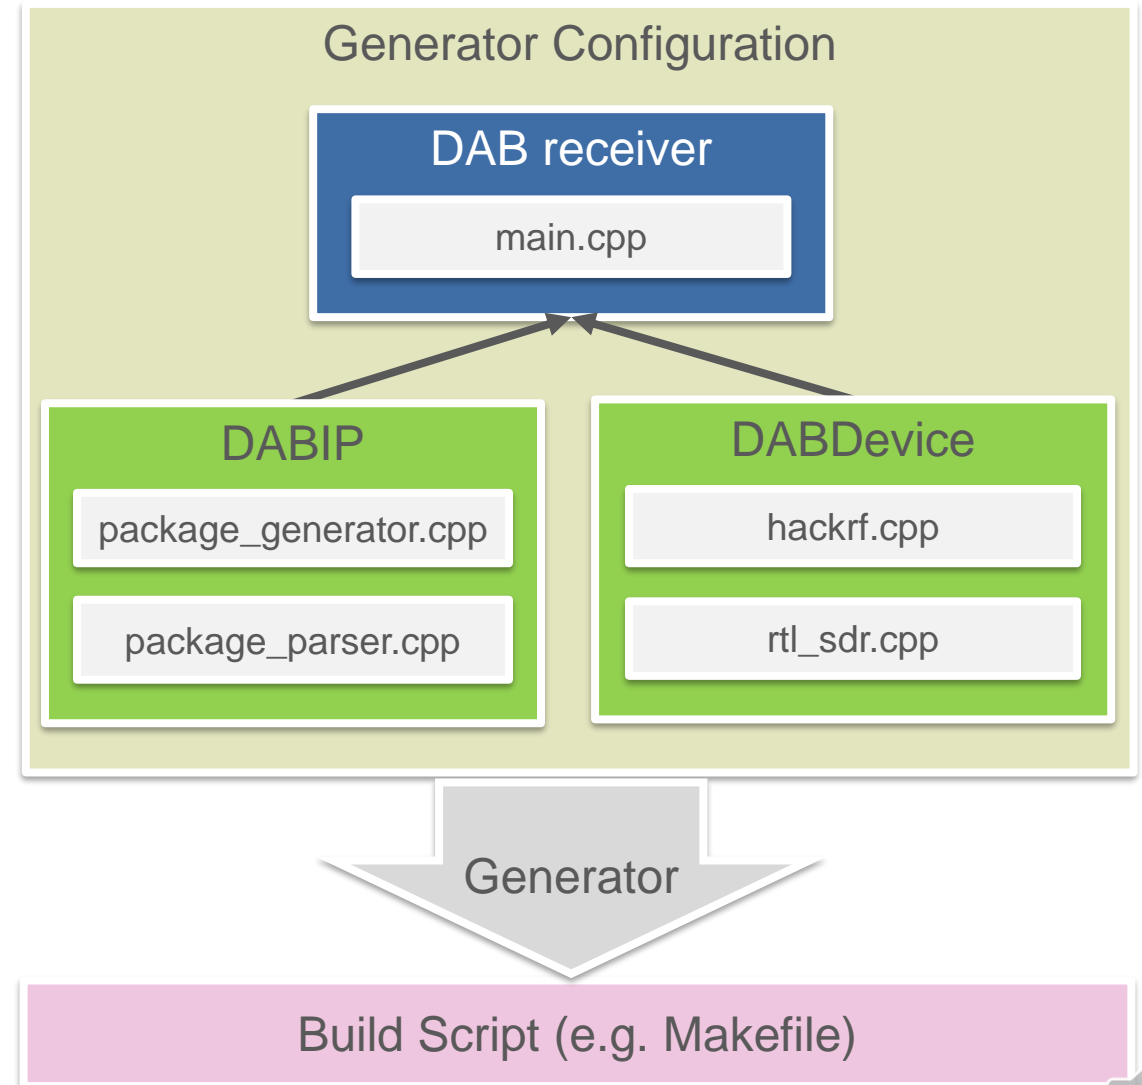 Generator Configuration
DAB receiver
main.cpp
DABIP
package_generator.cpp
package_parser.cpp
DABDevice
hackrf.cpp
rtl_sdr.cpp
Generator
Build Script (e.g. Makefile)